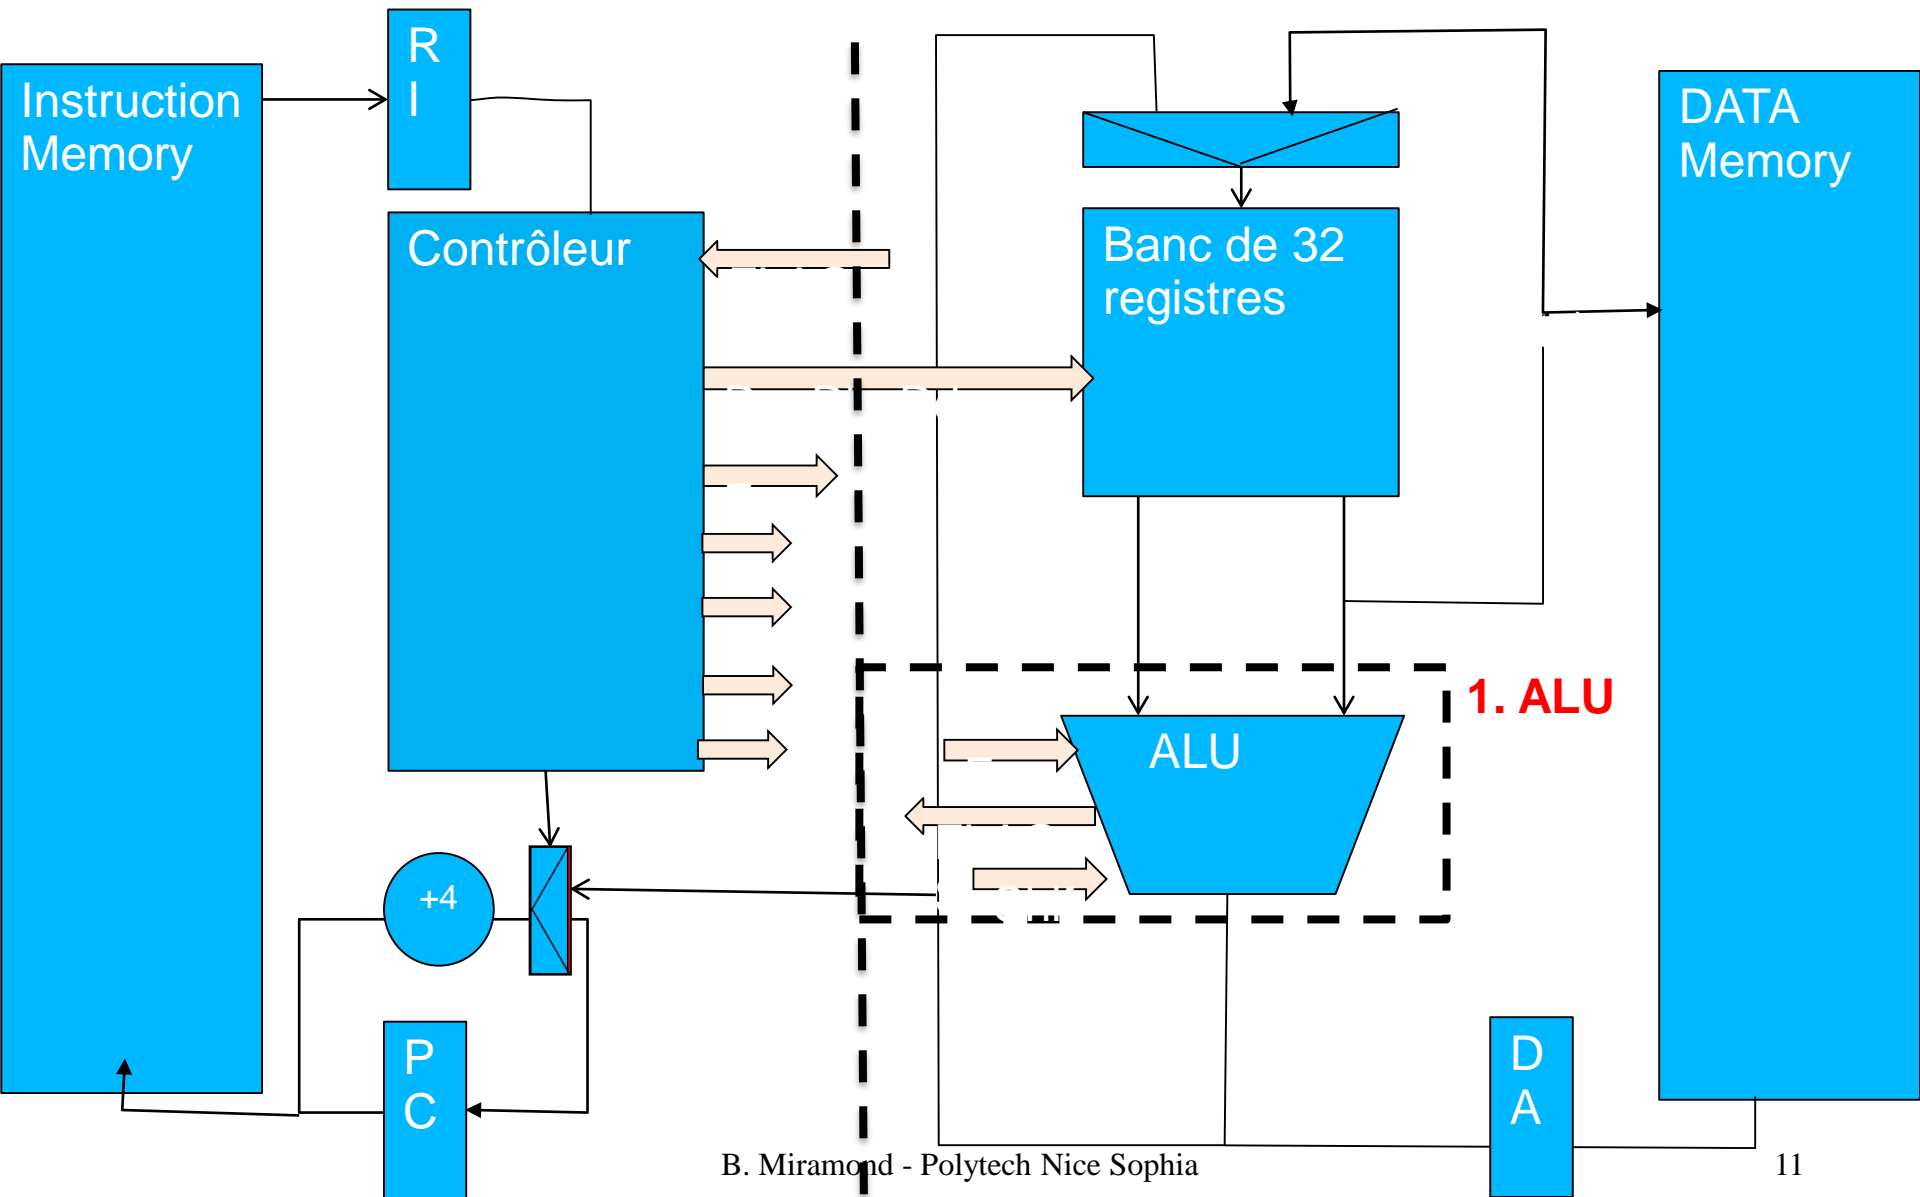 R
I
Instruction
Memory
DATA
Memory
Contrôleur
Banc de 32
registres
1. ALU
ALU
+4
P
C
D
A
B. Miramond - Polytech Nice Sophia
11